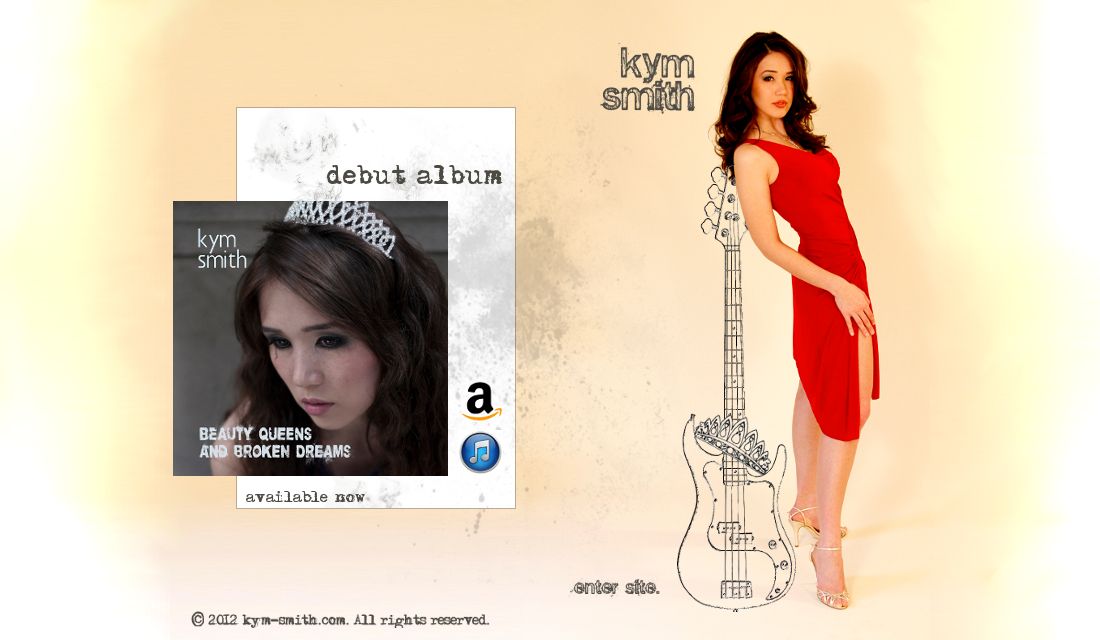 kym
smith
debut album
kym
smith
BEAUTY QUEENS
AND BROKEN DREAMS
a
available now
enter site.
© 2012 kym-smith.com. All rights reserved.